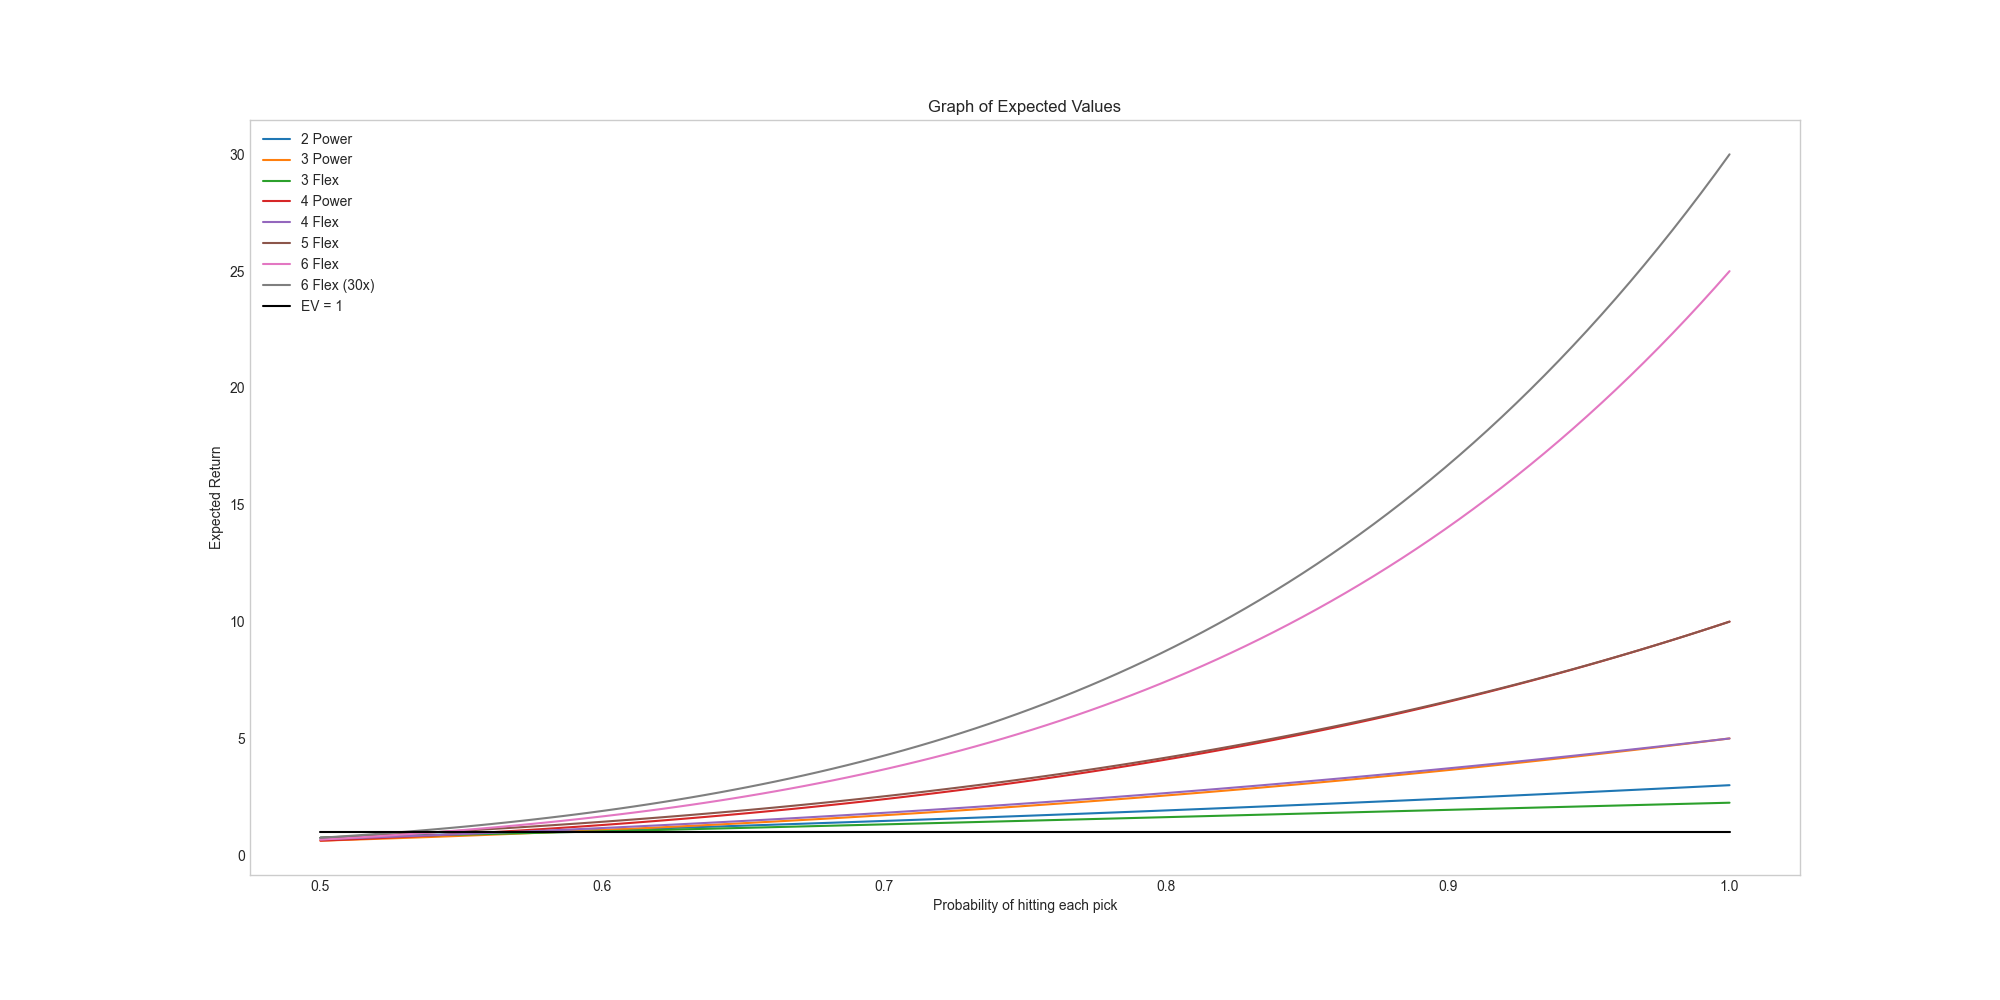 Graph of Expected Values
2 Power
3 Power
3 Flex
4 Power
4 Flex
5 Flex
6 Flex
6 Flex (30x)
EV = 1
30
25
20
15
10
5
0
Expected Return
0.5 0.6 0.7 0.8 0.9 1.0
Probability of hitting each pick